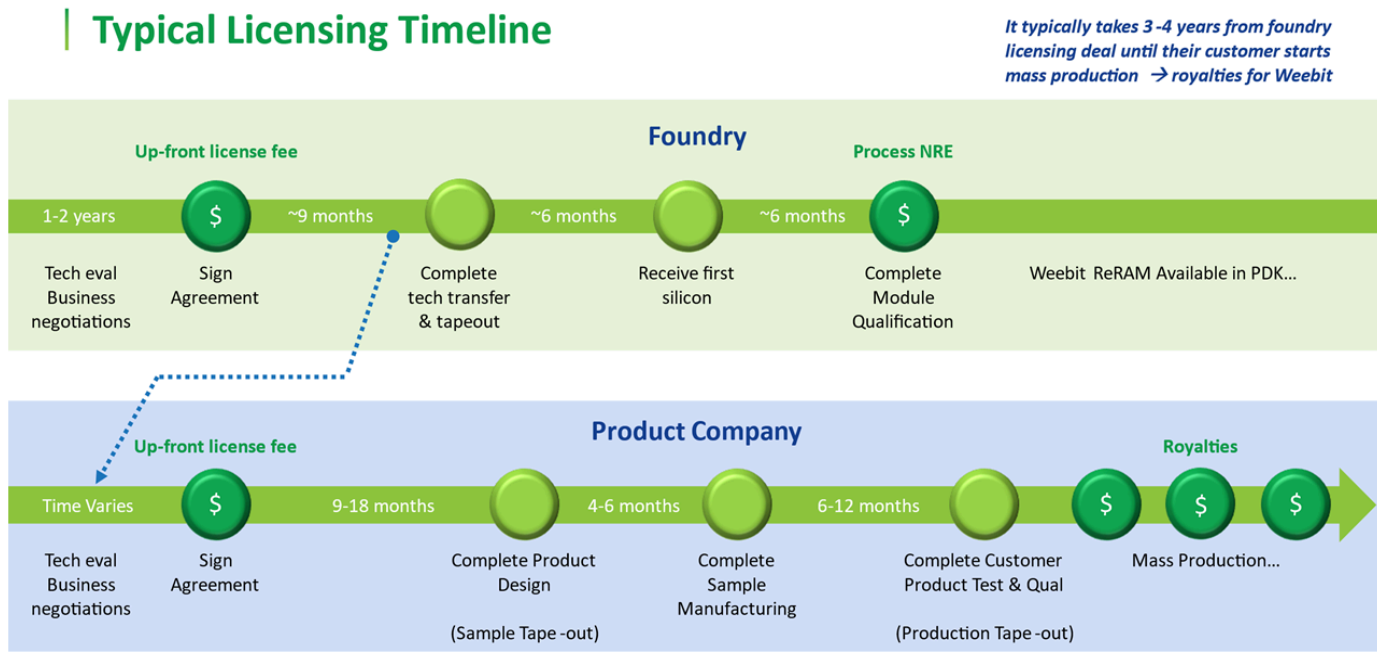 Typical Licensing Timeline
It typically takes 3-4 years from foundry
licensing deal until their customer starts
mass production → royalties for Weebit
Foundry
Up-front license fee
Process NRE
1-2 years
$
~9 months
~6 months
~6 months
$
Tech eval
Business
negotiations
Sign
Agreement
Complete
tech transfer
& tapeout
Receive first
silicon
Complete
Module
Qualification
Weebit ReRAM Available in PDK...
Product Company
Up-front license fee
Royalties
Time Varies
$
9-18 months
4-6 months
6-12 months
$
$
$
Tech eval
Business
negotiations
Sign
Agreement
Complete Product
Design
(Sample Tape-out)
Complete
Sample
Manufacturing
Complete Customer
Product Test & Qual
(Production Tape-out)
Mass Production...